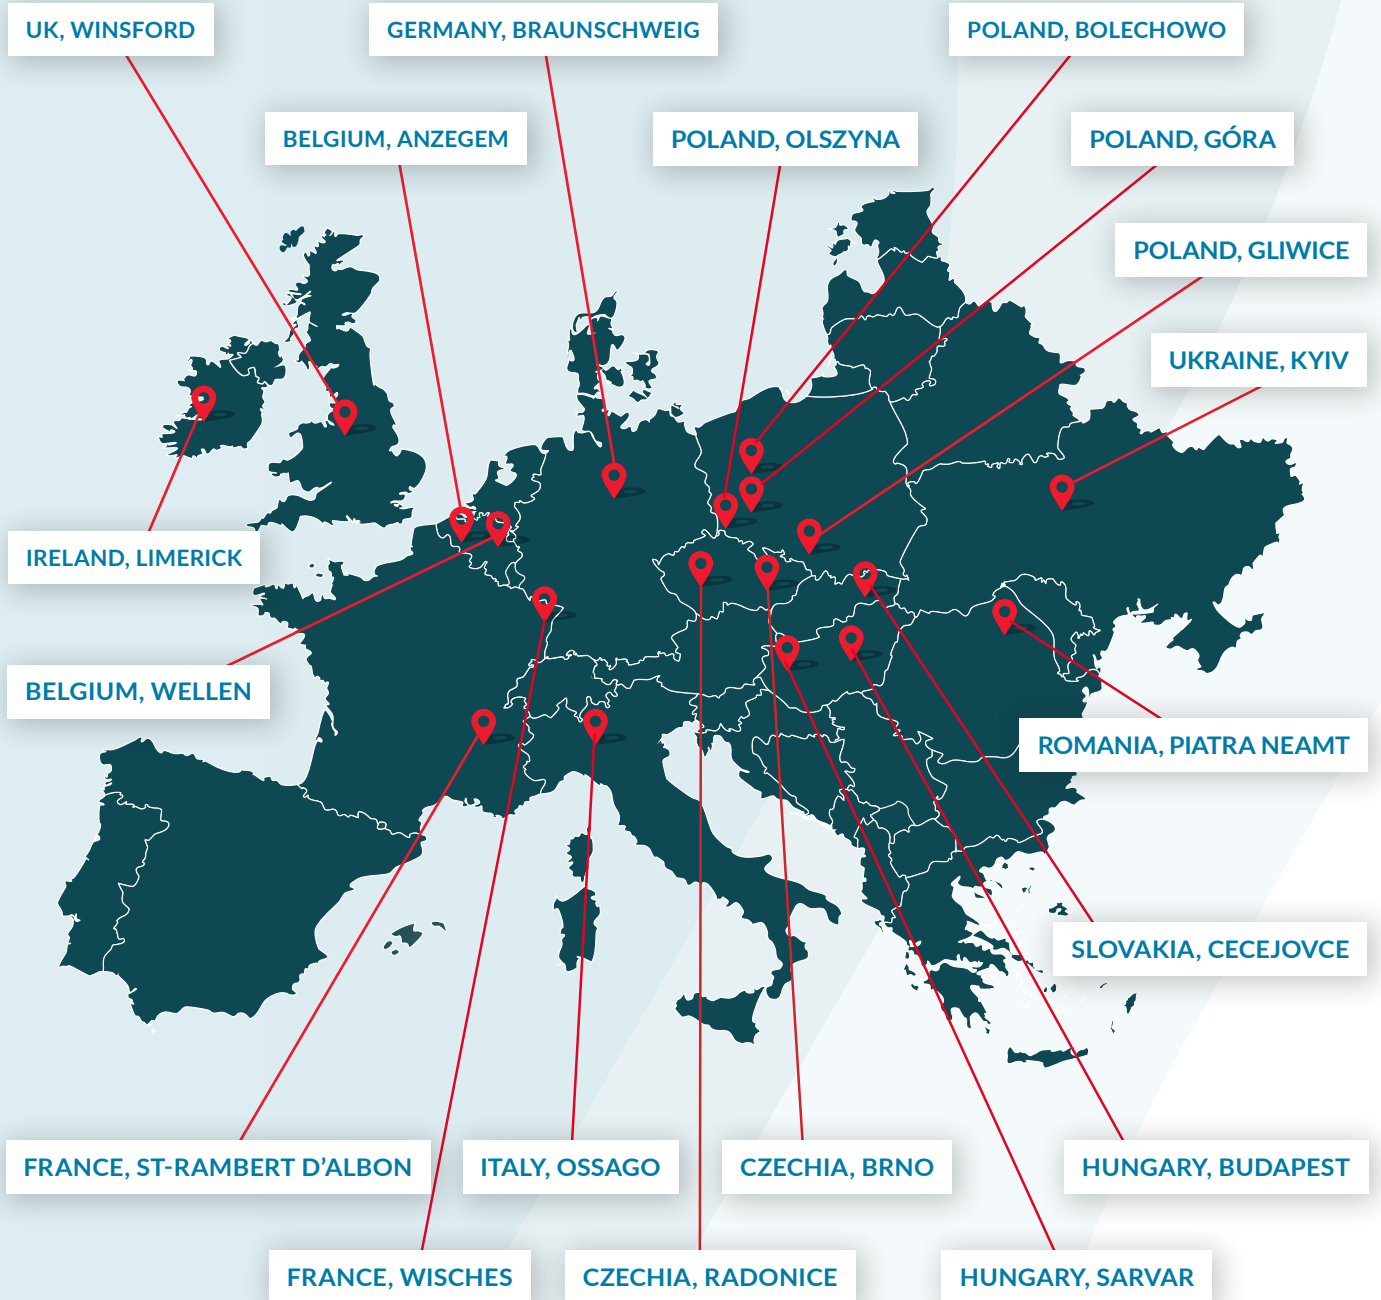 UK, WINSFORD
GERMANY, BRAUNSCHWEIG
POLAND, BOLECHOWO
BELGIUM, ANZEGEM
POLAND, OLSZYNA
POLAND, GÓRA
POLAND, GLIWICE
UKRAINE, KYIV
IRELAND, LIMERICK
BELGIUM, WELLEN
ROMANIA, PIATRA NEAMT
SLOVAKIA, CECEJOVCE
FRANCE, ST-RAMBERT D’ALBON
ITALY, OSSAGO
CZECHIA, BRNO
HUNGARY, BUDAPEST
FRANCE, WISCHES
CZECHIA, RADONICE
HUNGARY, SARVAR